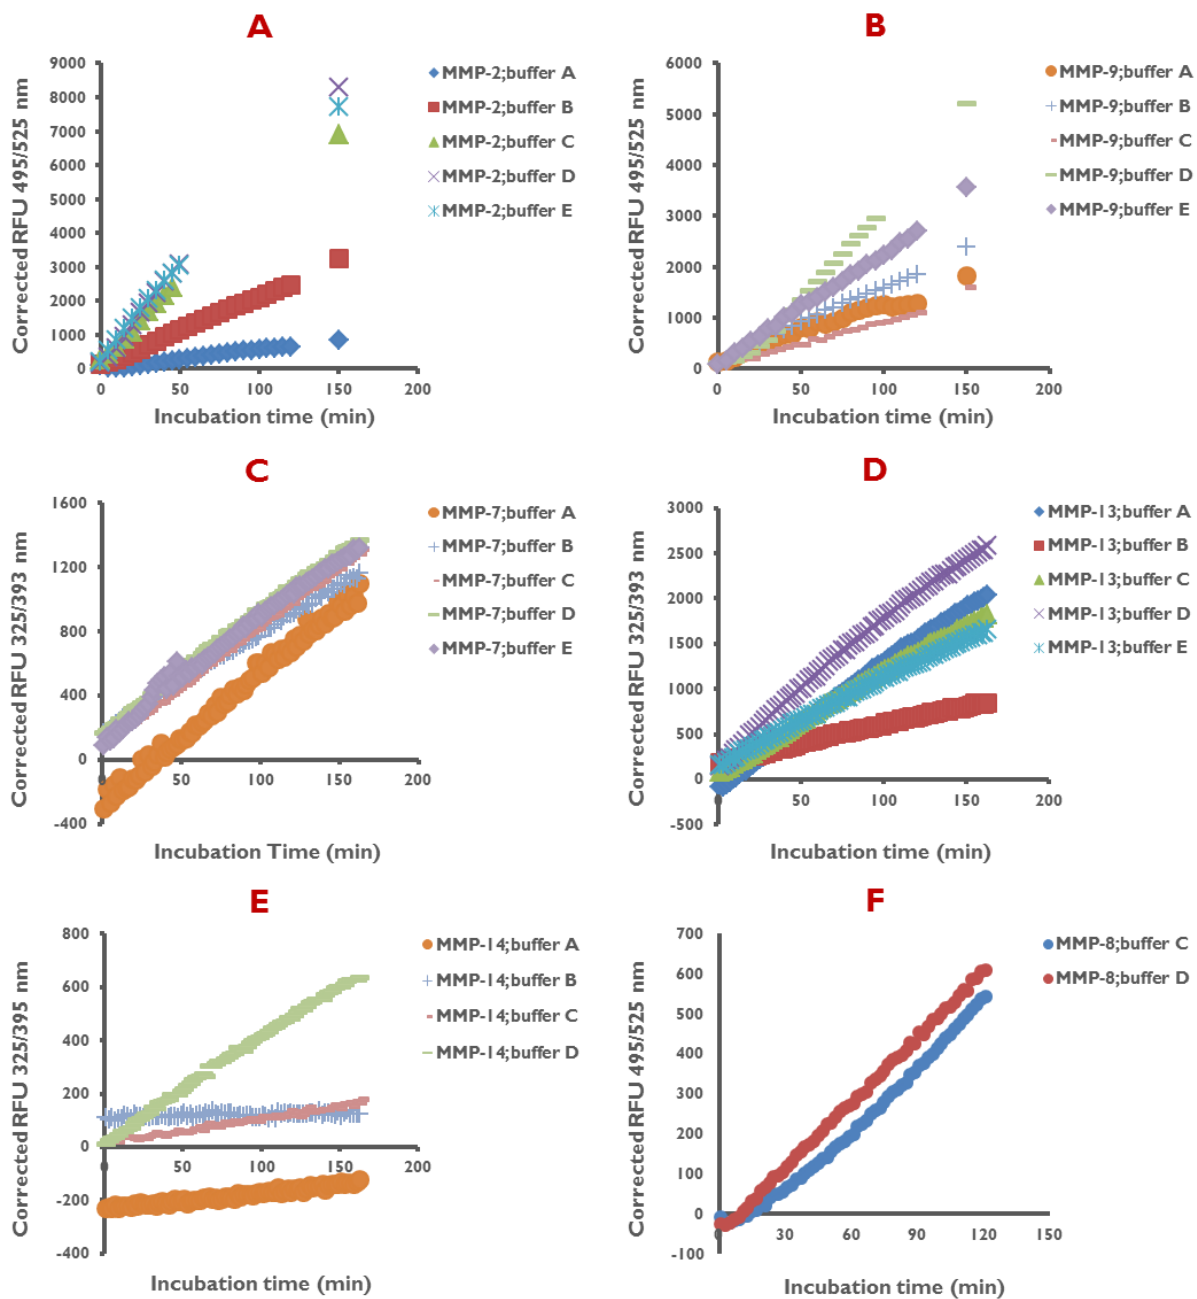 A
Corrected RFU 495/525 nm
9000
8000
7000
6000
5000
4000
3000
2000
1000
0
0
50
100
150
200
Incubation time (min)
MMP-2;buffer A
MMP-2;buffer B
MMP-2;buffer C
MMP-2;buffer D
MMP-2;buffer E
B
Corrected RFU 495/525 nm
6000
5000
4000
3000
2000
1000
0
0
50
100
150
200
Incubation time (min)
MMP-9;buffer A
MMP-9;buffer B
MMP-9;buffer C
MMP-9;buffer D
MMP-9;buffer E
C
Corrected RFU 325/393 nm
1600
1200
800
400
0
-400
0
50
100
150
200
Incubation Time (min)
MMP-7;buffer A
MMP-7;buffer B
MMP-7;buffer C
MMP-7;buffer D
MMP-7;buffer E
D
Corrected RFU 325/393 nm
3000
2500
2000
1500
1000
500
0
-500
0
50
100
150
200
Incubation time (min)
MMP-13;buffer A
MMP-13;buffer B
MMP-13;buffer C
MMP-13;buffer D
MMP-13;buffer E
E
Corrected RFU 325/395 nm
800
600
400
200
0
-200
-400
0
50
100
150
200
Incubation time (min)
MMP-14;buffer A
MMP-14;buffer B
MMP-14;buffer C
MMP-14;buffer D
F
Corrected RFU 495/525 nm
700
600
500
400
300
200
100
0
-100
0
30
60
90
120
150
Incubation time (min)
MMP-8;buffer C
MMP-8;buffer D